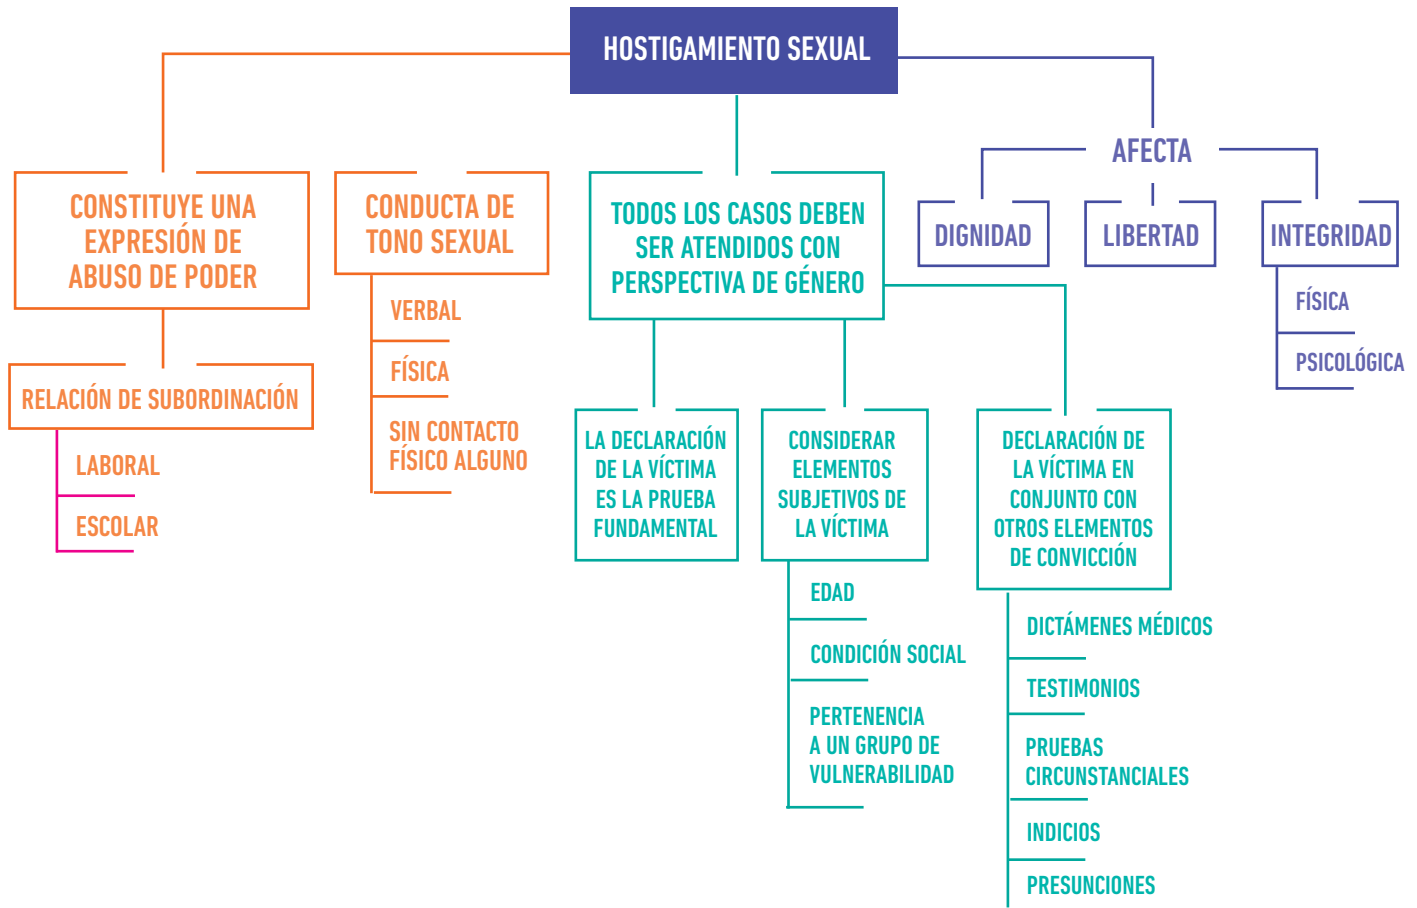 HOSTIGAMIENTO SEXUAL
CONSTITUYE UNA
EXPRESIÓN DE
ABUSO DE PODER
RELACIÓN DE SUBORDINACIÓN
LABORAL
ESCOLAR
CONDUCTA DE
TONO SEXUAL
VERBAL
FÍSICA
SIN CONTACTO
FÍSICO ALGUNO
TODOS LOS CASOS DEBEN
SER ATENDIDOS CON
PERSPECTIVA DE GÉNERO
LA DECLARACIÓN
DE LA VÍCTIMA
ES LA PRUEBA
FUNDAMENTAL
CONSIDERAR
ELEMENTOS
SUBJETIVOS DE
LA VÍCTIMA
EDAD
CONDICIÓN SOCIAL
PERTENENCIA
A UN GRUPO DE
VULNERABILIDAD
DECLARACIÓN DE
LA VÍCTIMA EN
CONJUNTO CON
OTROS ELEMENTOS
DE CONVICCIÓN
DICTÁMENES MÉDICOS
TESTIMONIOS
PRUEBAS
CIRCUNSTANCIALES
INDICIOS
PRESUNCIONES
AFECTA
DIGNIDAD
LIBERTAD
INTEGRIDAD
FÍSICA
PSICOLÓGICA